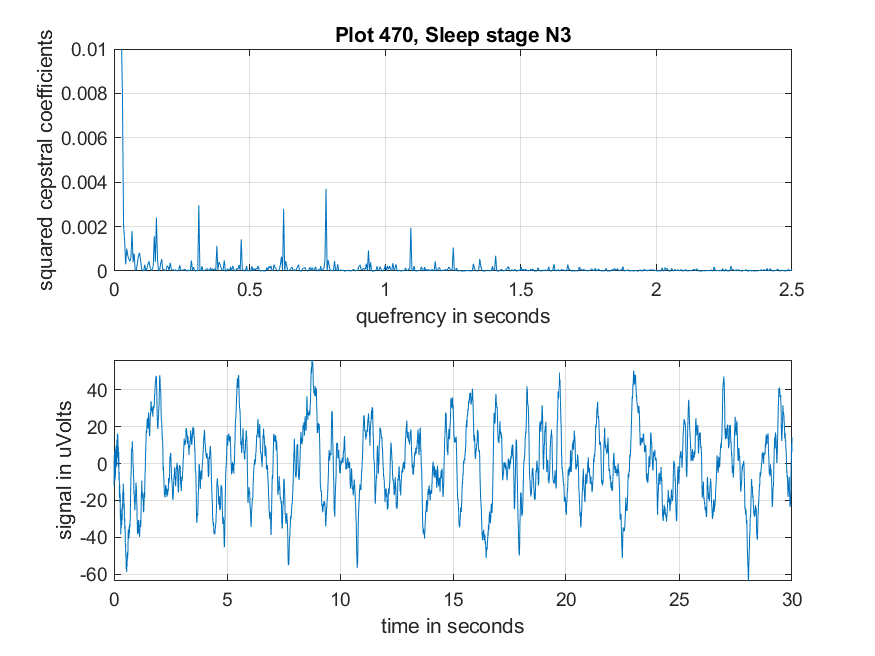 Plot 470, Sleep stage N3
squared cepstral coefficients
0.01
0.008
0.006
0.004
0.002
0
0 0.5 1 1.5 2 2.5
quefrency in seconds
signal in uVolts
40
20
0
-20
-40
-60
0 5 10 15 20 25 30
time in seconds